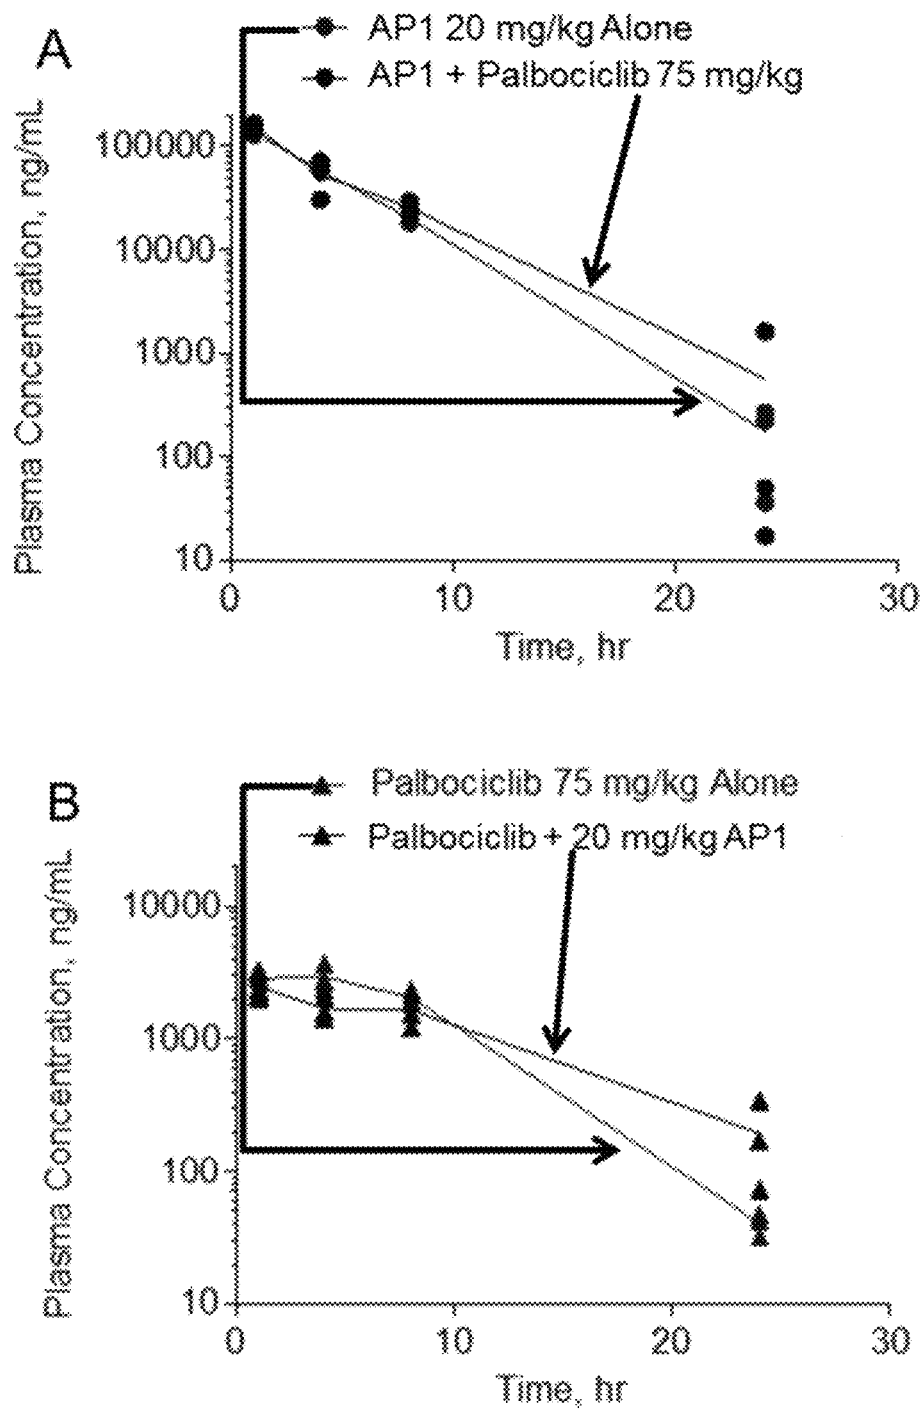 A
AP1 20 mg/kg Alone
AP1 + Palbociclib 75 mg/kg
Plasma Concentration, ng/mL
100000
10000
1000
100
10
0
10
20
30
Time, hr
B
Palbociclib 75 mg/kg Alone
Palbociclib + 20 mg/kg AP1
Plasma Concentration, ng/mL
10000
1000
100
10
0
10
20
30
Time, hr